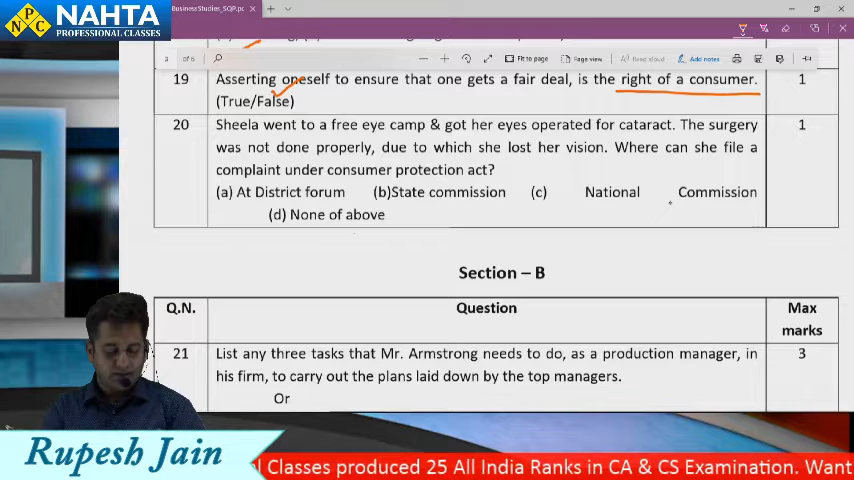 NPC
NAHTA
PROFESSIONAL CLASSES
BusinesrStudies_SQP.pc
3 of 6
Fit to page
Page view
Read aloud
Add notes
19 Asserting oneself to ensure that one gets a fair deal, is the right of a consumer. 1
(True/False)
20 Sheela went to a free eye camp & got her eyes operated for cataract. The surgery 1
was not done properly, due to which she lost her vision. Where can she file a
complaint under consumer protection act?
(a) At District forum (b)State commission (c) National Commission
(d) None of above
Section – B
Q.N. Question Max
marks
21 List any three tasks that Mr. Armstrong needs to do, as a production manager, in 3
his firm, to carry out the plans laid down by the top managers.
Or
Rupesh Jain
Classes produced 25 All India Ranks in CA & CS Examination. Want